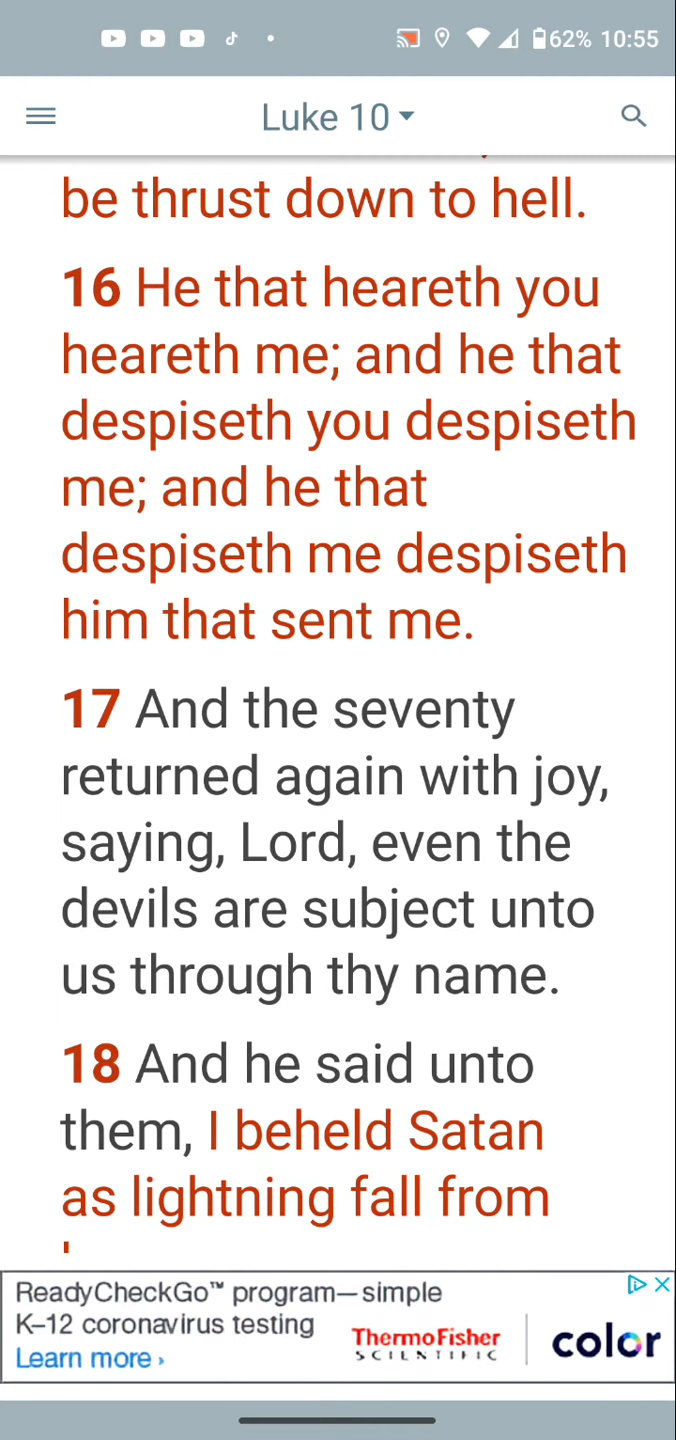 62% 10:55
Luke 10
be thrust down to hell.
16 He that heareth you
heareth me; and he that
despiseth you despiseth
me; and he that
despiseth me despiseth
him that sent me.
17 And the seventy
returned again with joy,
saying, Lord, even the
devils are subject unto
us through thy name.
18 And he said unto
them, I beheld Satan
as lightning fall from
ReadyCheckGo™ program—simple
K–12 coronavirus testing
Learn more ›
ThermoFisher
SCIENTIFIC
color